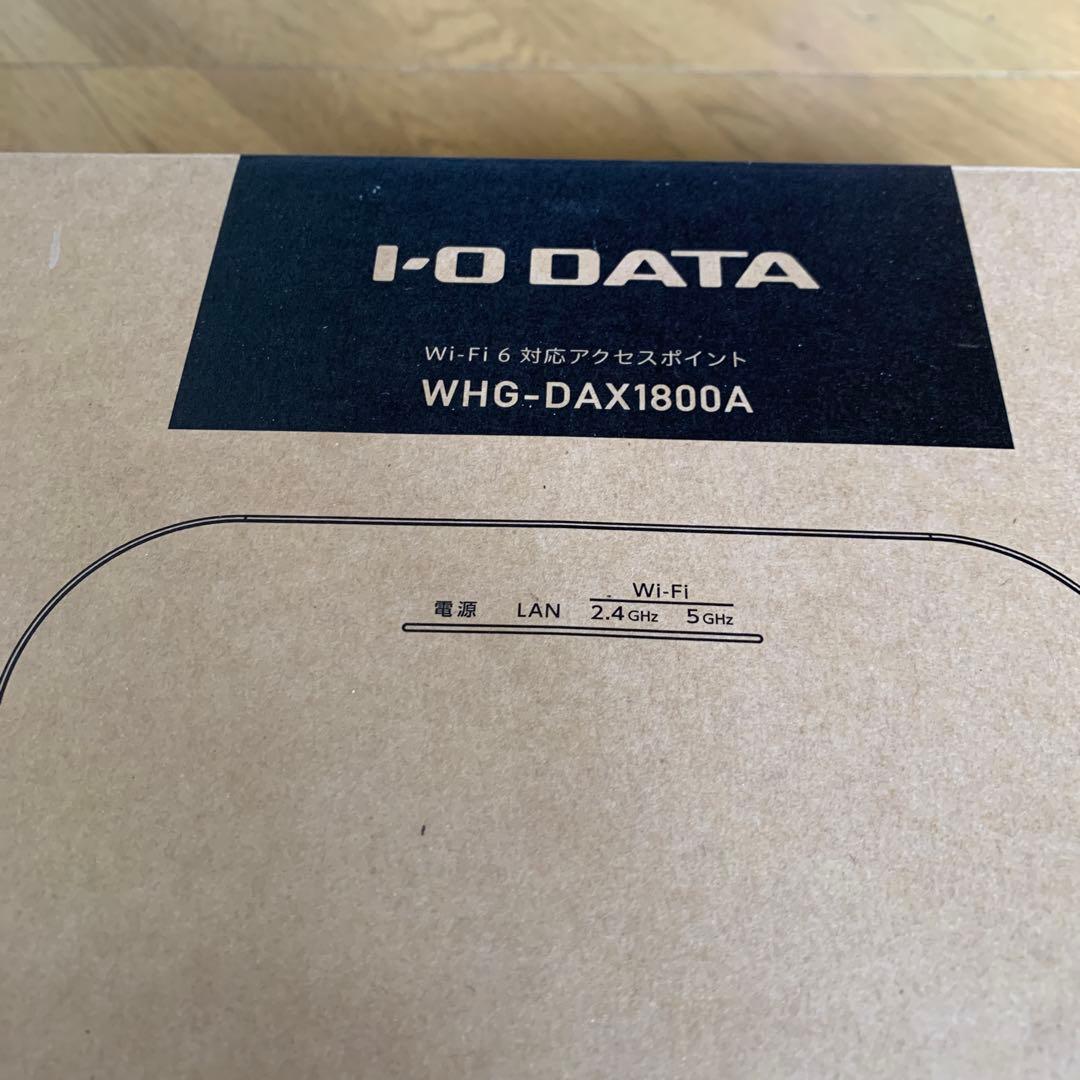 I-O DATA
Wi-Fi 6 対応アクセスポイント
WHG-DAX1800A
Wi-Fi
電源 LAN 2.4GHz 5GHz